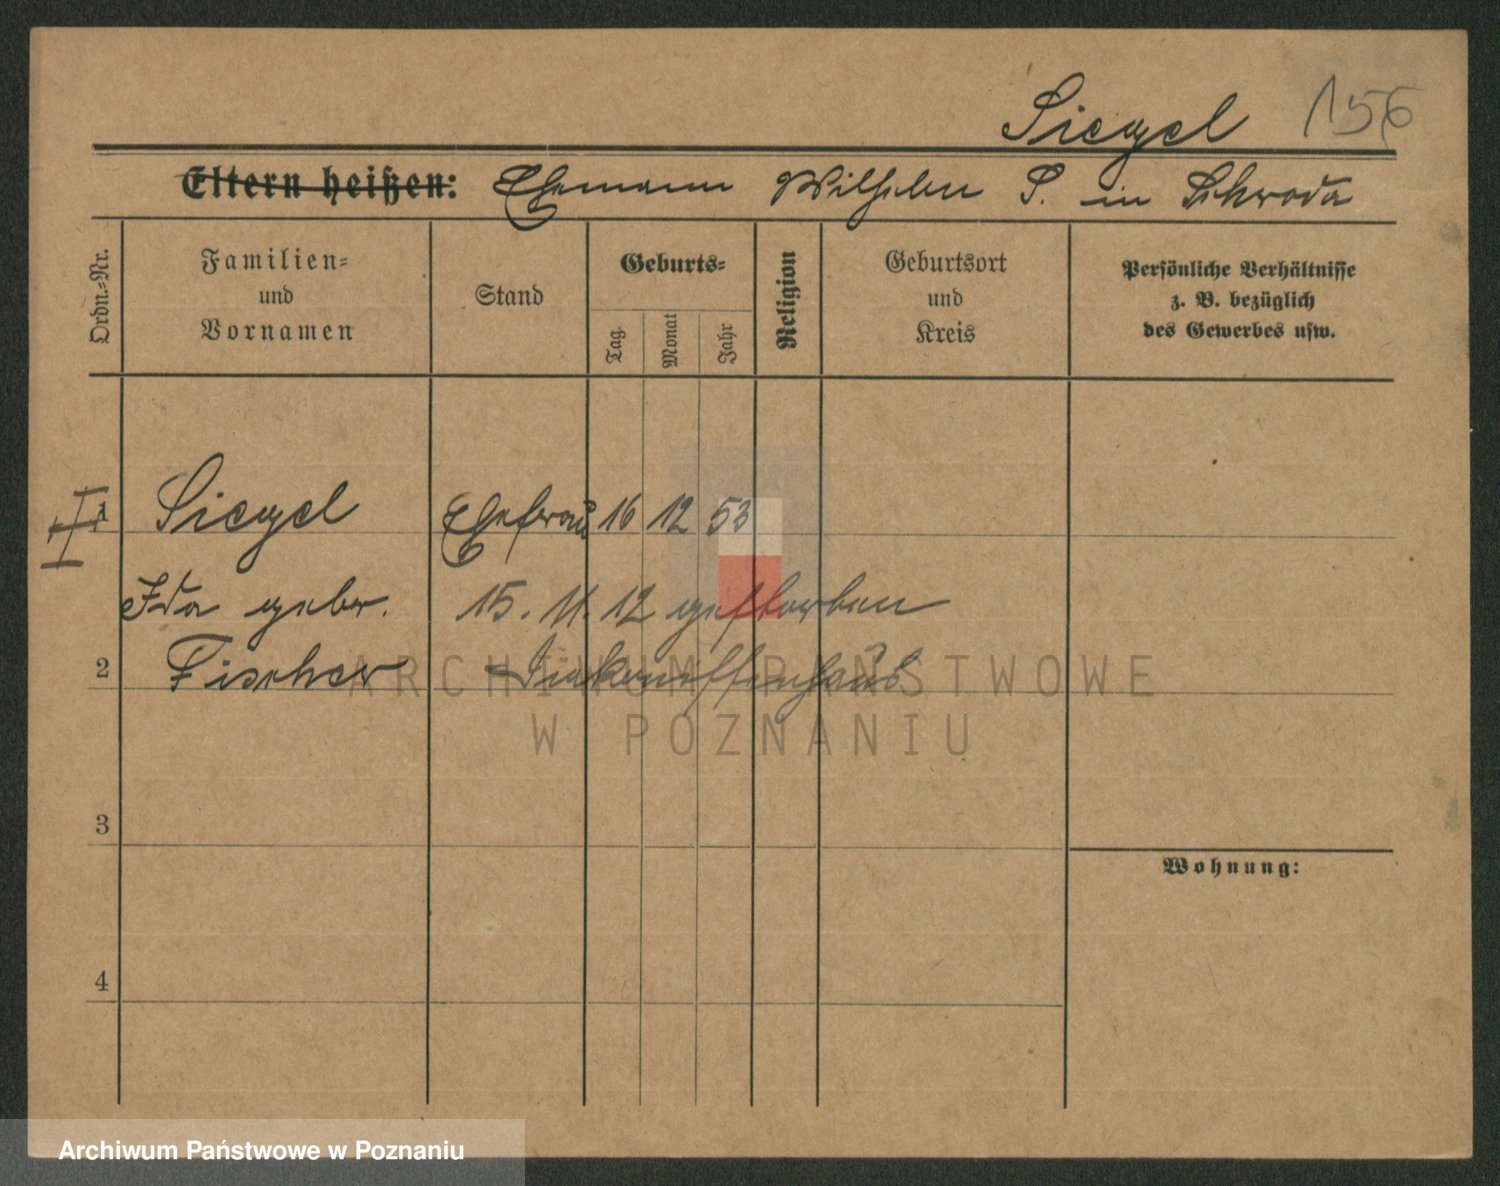 Siegel 156
Eltern heißen: Ehemann Wilhelm S. in Schroda
Ordn.-Nr.
Familien-
und
Vornamen
Stand
Geburts-
Tag
Monat
Jahr
Religion
Geburtsort
und
Kreis
Persönliche Verhältnisse
z. B. bezüglich
des Gewerbes usw.
I 1 Siegel Ehefrau 16 12 53
Ida gebr. 15. 11. 12 gestorben
2 Fischer Diakonissenhaus
ARCHIWUM PAŃSTWOWE
W POZNANIU
3
Wohnung:
4
Archiwum Państwowe w Poznaniu